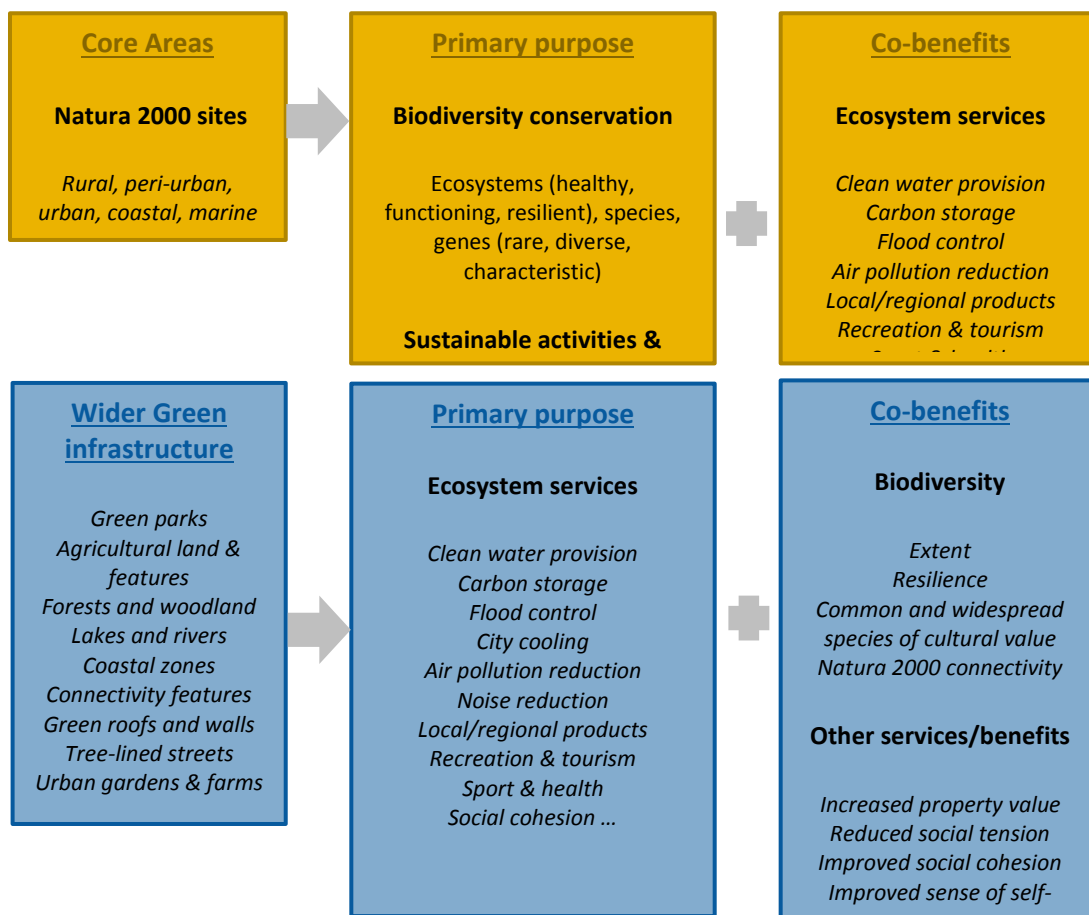 Core Areas
Natura 2000 sites
Rural, peri-urban,
urban, coastal, marine
Primary purpose
Biodiversity conservation
Ecosystems (healthy,
functioning, resilient), species,
genes (rare, diverse,
characteristic)
Sustainable activities &
Co-benefits
Ecosystem services
Clean water provision
Carbon storage
Flood control
Air pollution reduction
Local/regional products
Recreation & tourism
Wider Green
infrastructure
Green parks
Agricultural land &
features
Forests and woodland
Lakes and rivers
Coastal zones
Connectivity features
Green roofs and walls
Tree-lined streets
Urban gardens & farms
Primary purpose
Ecosystem services
Clean water provision
Carbon storage
Flood control
City cooling
Air pollution reduction
Noise reduction
Local/regional products
Recreation & tourism
Sport & health
Social cohesion …
Co-benefits
Biodiversity
Extent
Resilience
Common and widespread
species of cultural value
Natura 2000 connectivity
Other services/benefits
Increased property value
Reduced social tension
Improved social cohesion
Improved sense of self-